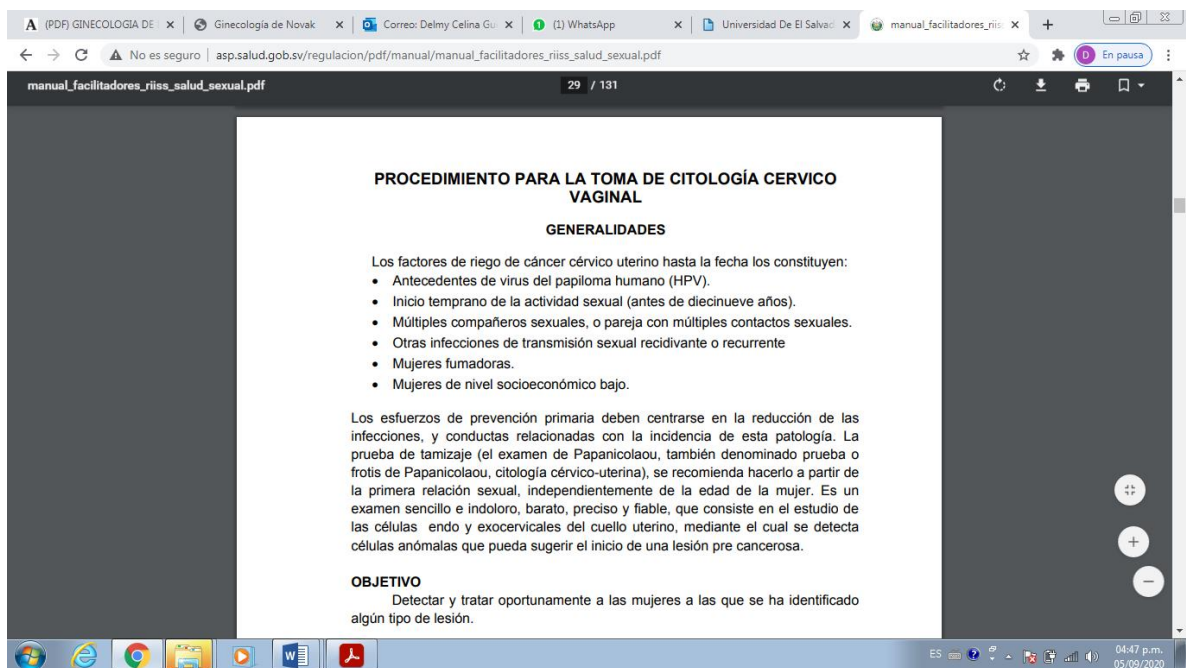 (PDF) GINECOLOGIA DE
Ginecología de Novak
Correo: Delmy Celina Gu
(1) WhatsApp
Universidad De El Salvad
manual_facilitadores_riis
No es seguro
asp.salud.gob.sv/regulacion/pdf/manual/manual_facilitadores_riiss_salud_sexual.pdf
D En pausa
manual_facilitadores_riiss_salud_sexual.pdf
29 / 131
PROCEDIMIENTO PARA LA TOMA DE CITOLOGÍA CERVICO
VAGINAL
GENERALIDADES
Los factores de riego de cáncer cérvico uterino hasta la fecha los constituyen:
• Antecedentes de virus del papiloma humano (HPV).
• Inicio temprano de la actividad sexual (antes de diecinueve años).
• Múltiples compañeros sexuales, o pareja con múltiples contactos sexuales.
• Otras infecciones de transmisión sexual recidivante o recurrente
• Mujeres fumadoras.
• Mujeres de nivel socioeconómico bajo.
Los esfuerzos de prevención primaria deben centrarse en la reducción de las
infecciones, y conductas relacionadas con la incidencia de esta patología. La
prueba de tamizaje (el examen de Papanicolaou, también denominado prueba o
frotis de Papanicolaou, citología cérvico-uterina), se recomienda hacerlo a partir de
la primera relación sexual, independientemente de la edad de la mujer. Es un
examen sencillo e indoloro, barato, preciso y fiable, que consiste en el estudio de
las células endo y exocervicales del cuello uterino, mediante el cual se detecta
células anómalas que pueda sugerir el inicio de una lesión pre cancerosa.
OBJETIVO
Detectar y tratar oportunamente a las mujeres a las que se ha identificado
algún tipo de lesión.
ES
04:47 p.m.
05/09/2020